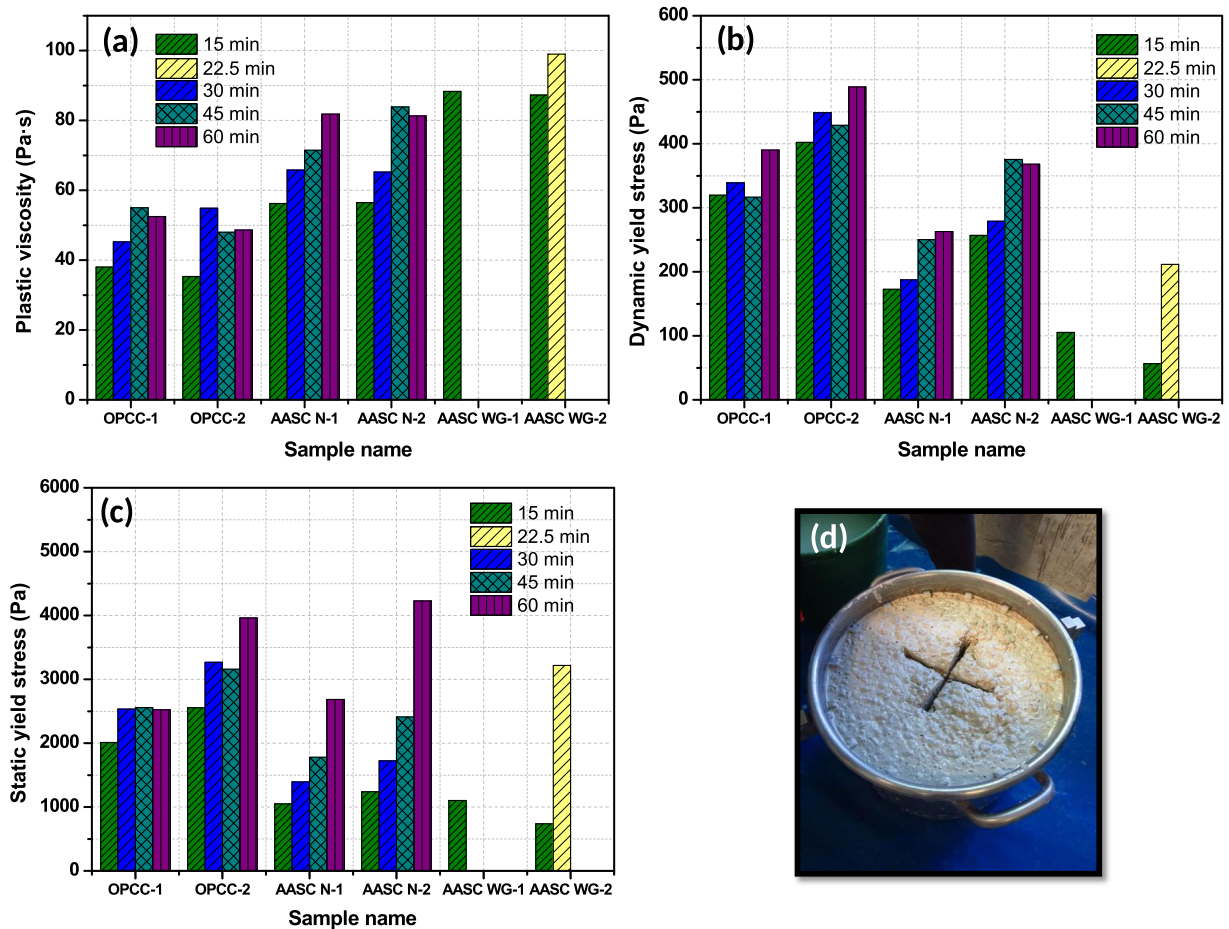 (a)
15 min
22.5 min
30 min
45 min
60 min
100
80
60
40
20
0
Plastic viscosity (Pa·s)
OPCC-1 OPCC-2 AASC N-1 AASC N-2 AASC WG-1 AASC WG-2
Sample name
(b)
15 min
22.5 min
30 min
45 min
60 min
600
500
400
300
200
100
0
Dynamic yield stress (Pa)
OPCC-1 OPCC-2 AASC N-1 AASC N-2 AASC WG-1 AASC WG-2
Sample name
(c)
15 min
22.5 min
30 min
45 min
60 min
6000
5000
4000
3000
2000
1000
0
Static yield stress (Pa)
OPCC-1 OPCC-2 AASC N-1 AASC N-2 AASC WG-1 AASC WG-2
Sample name
(d)